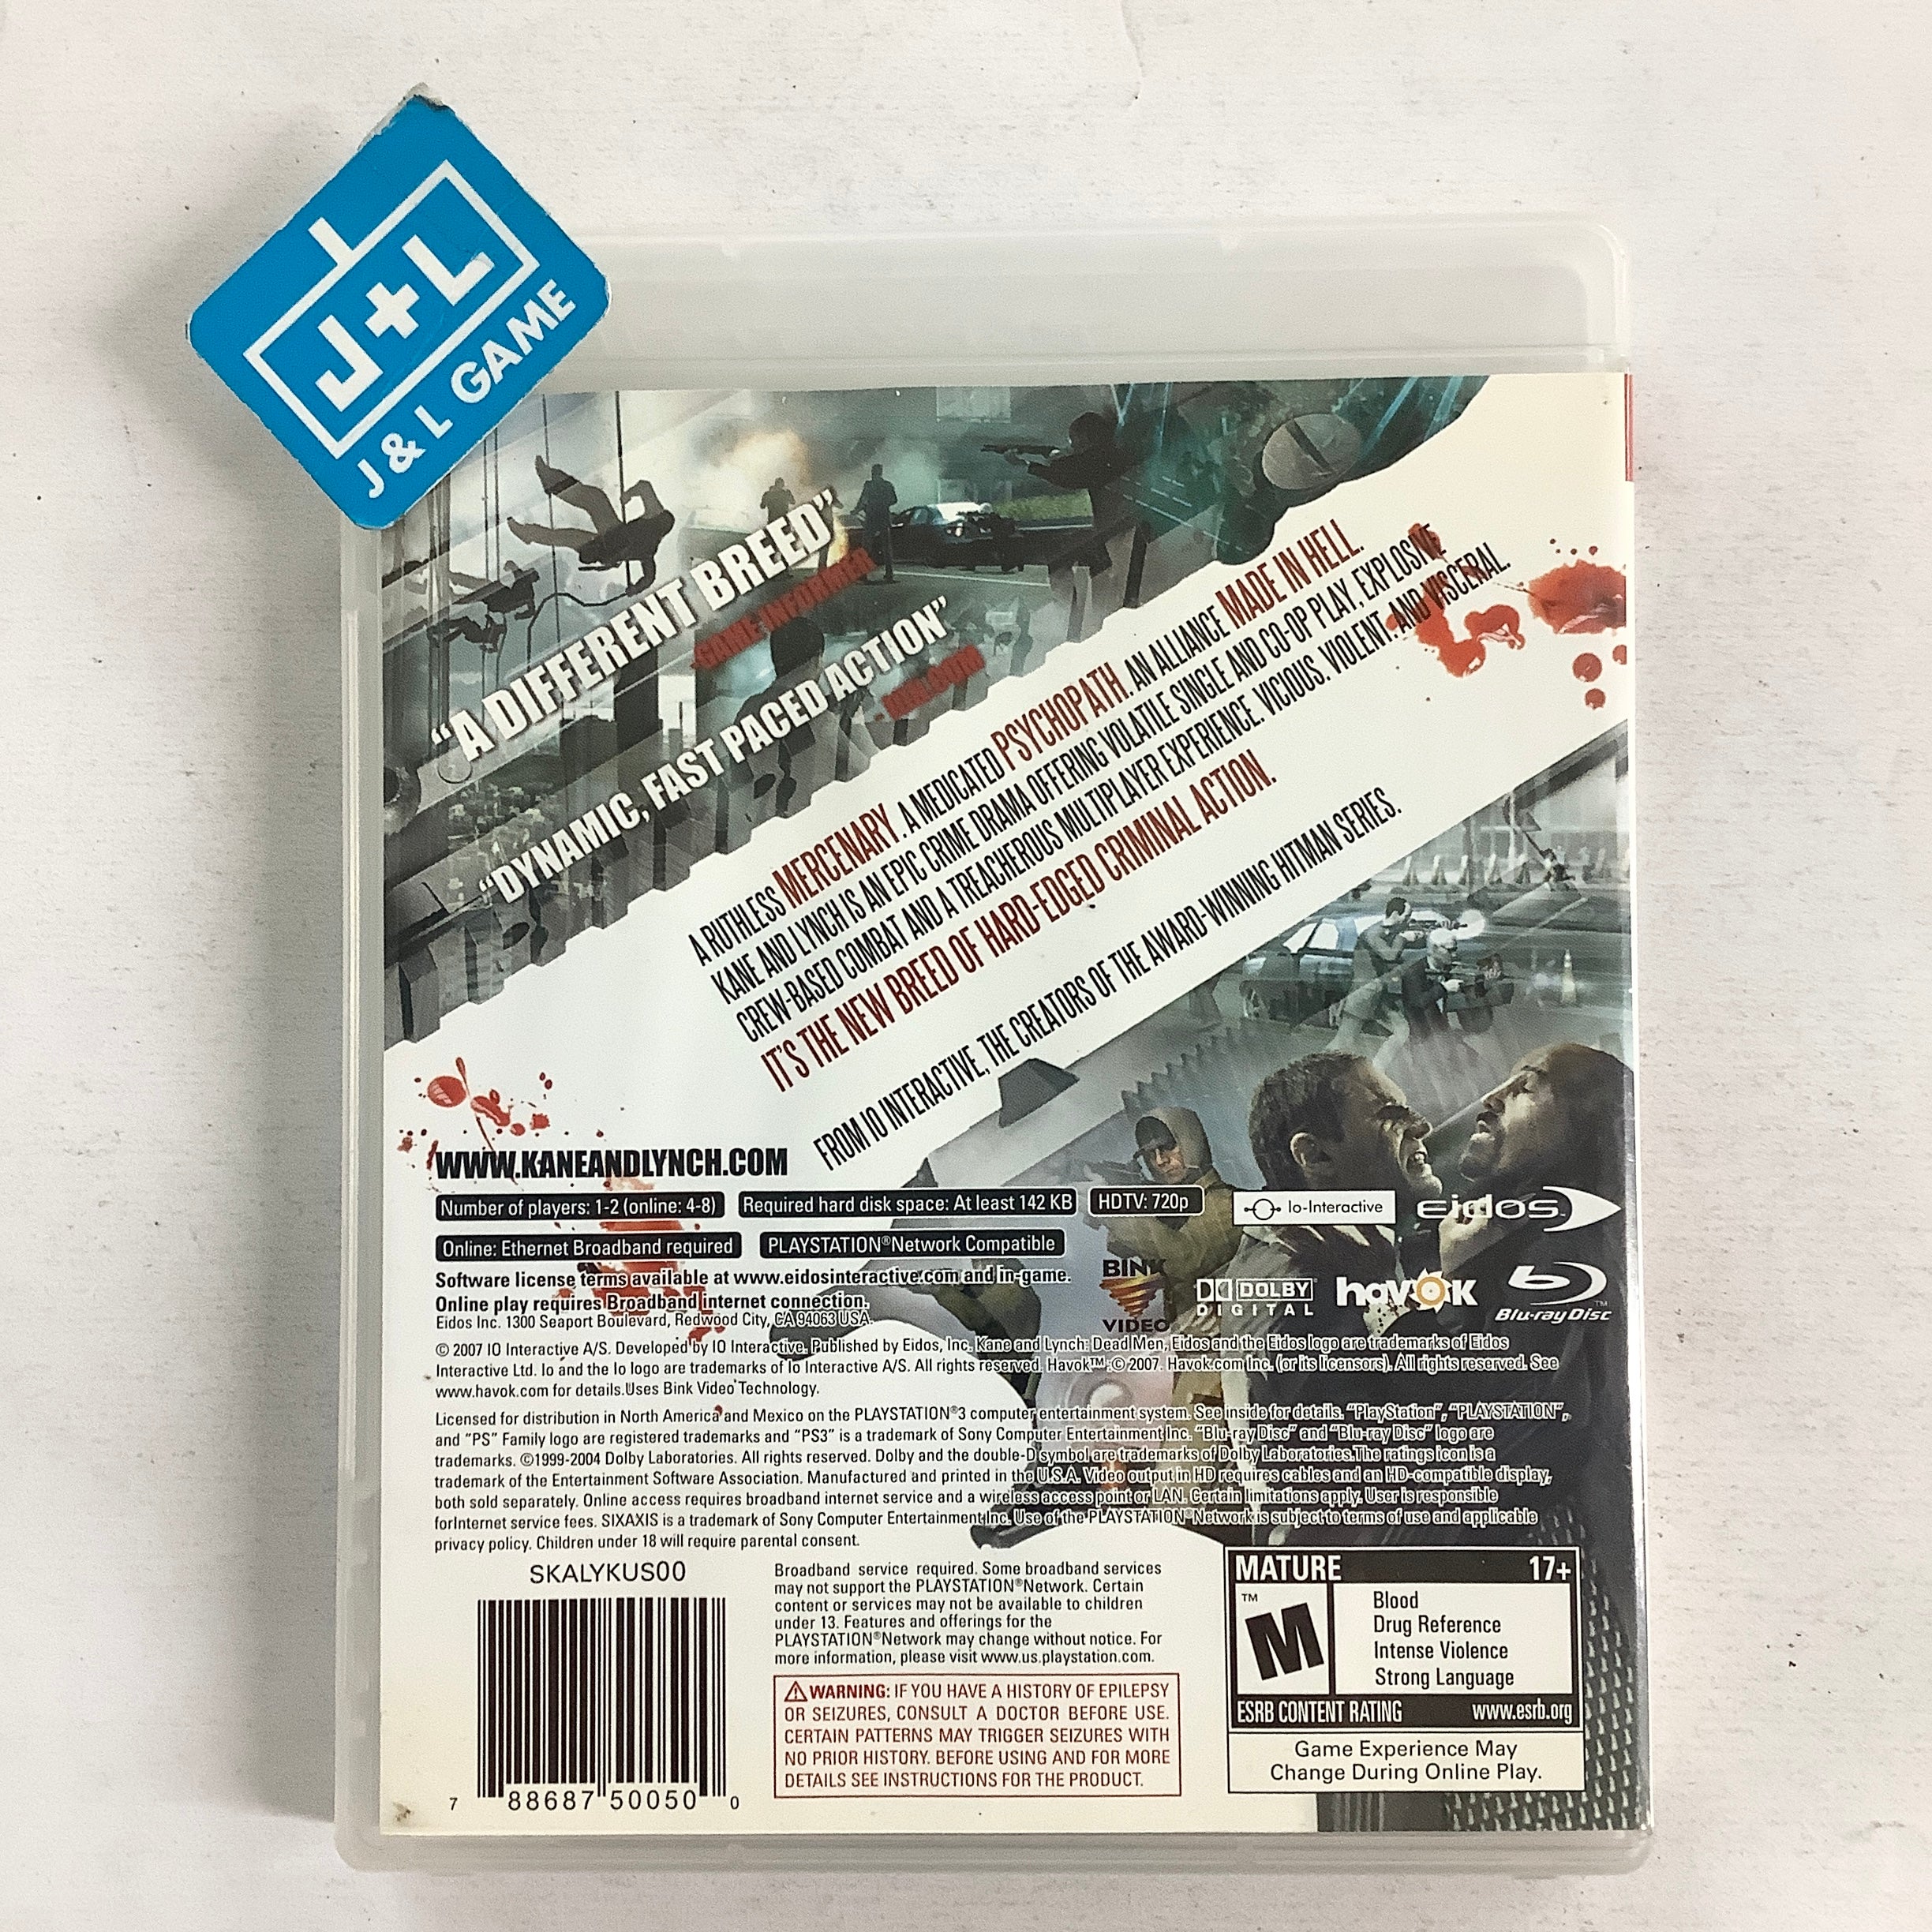 J+L
J & L GAME
“A DIFFERENT BREED”
-GAME INFORMER
“DYNAMIC, FAST PACED ACTION”
A RUTHLESS MERCENARY. A MEDICATED PSYCHOPATH. AN ALLIANCE MADE IN HELL.
KANE AND LYNCH IS AN EPIC CRIME DRAMA OFFERING VOLATILE SINGLE AND CO-OP PLAY, EXPLOSIVE
CREW-BASED COMBAT AND A TREACHEROUS MULTIPLAYER EXPERIENCE. VICIOUS. VIOLENT. AND VISCERAL.
IT'S THE NEW BREED OF HARD-EDGED CRIMINAL ACTION.
FROM IO INTERACTIVE, THE CREATORS OF THE AWARD-WINNING HITMAN SERIES.
WWW.KANEANDLYNCH.COM
Number of players: 1-2 (online: 4-8) Required hard disk space: At least 142 KB HDTV: 720p
Io-Interactive eidos
Online: Ethernet Broadband required PLAYSTATION®Network Compatible
Software license terms available at www.eidosinteractive.com and in-game.
Online play requires Broadband internet connection.
Eidos Inc. 1300 Seaport Boulevard, Redwood City, CA 94063 USA.
BINK
VIDEO
DOLBY
DIGITAL
havok
Blu-ray Disc™
© 2007 IO Interactive A/S. Developed by IO Interactive. Published by Eidos, Inc. Kane and Lynch: Dead Men, Eidos and the Eidos logo are trademarks of Eidos
Interactive Ltd. Io and the Io logo are trademarks of Io Interactive A/S. All rights reserved. Havok™ © 2007. Havok.com Inc. (or its licensors). All rights reserved. See
www.havok.com for details.Uses Bink Video Technology.
Licensed for distribution in North America and Mexico on the PLAYSTATION®3 computer entertainment system. See inside for details. “PlayStation”, “PLAYSTATION”,
and “PS” Family logo are registered trademarks and “PS3” is a trademark of Sony Computer Entertainment Inc. “Blu-ray Disc” and “Blu-ray Disc” logo are
trademarks. ©1999-2004 Dolby Laboratories. All rights reserved. Dolby and the double-D symbol are trademarks of Dolby Laboratories.The ratings icon is a
trademark of the Entertainment Software Association. Manufactured and printed in the U.S.A. Video output in HD requires cables and an HD-compatible display,
both sold separately. Online access requires broadband internet service and a wireless access point or LAN. Certain limitations apply. User is responsible
forInternet service fees. SIXAXIS is a trademark of Sony Computer Entertainment Inc. Use of the PLAYSTATION®Network is subject to terms of use and applicable
privacy policy. Children under 18 will require parental consent.
SKALYKUS00
7 88687 50050 0
Broadband service required. Some broadband services
may not support the PLAYSTATION®Network. Certain
content or services may not be available to children
under 13. Features and offerings for the
PLAYSTATION®Network may change without notice. For
more information, please visit www.us.playstation.com.
WARNING: IF YOU HAVE A HISTORY OF EPILEPSY
OR SEIZURES, CONSULT A DOCTOR BEFORE USE.
CERTAIN PATTERNS MAY TRIGGER SEIZURES WITH
NO PRIOR HISTORY. BEFORE USING AND FOR MORE
DETAILS SEE INSTRUCTIONS FOR THE PRODUCT.
MATURE 17+
M™
Blood
Drug Reference
Intense Violence
Strong Language
ESRB CONTENT RATING www.esrb.org
Game Experience May
Change During Online Play.